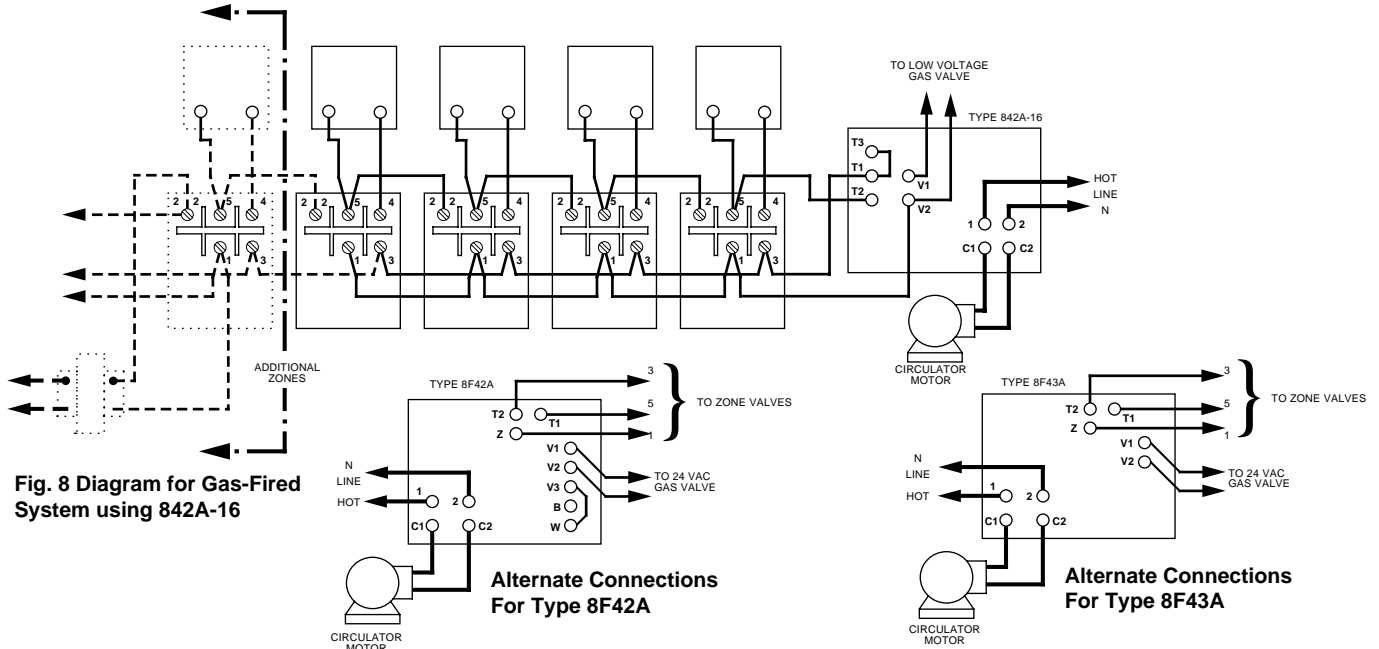 TO LOW VOLTAGE
GAS VALVE
TYPE 842A-16
T3
T1
T2
V1
V2
HOT
LINE
N
1
2
C1
C2
CIRCULATOR
MOTOR
2
2
5
4
1
3
2
2
5
4
1
3
2
5
4
1
3
2
5
4
1
3
2
5
4
1
3
ADDITIONAL
ZONES
Fig. 8 Diagram for Gas-Fired
System using 842A-16
TYPE 8F42A
T2
T1
Z
3
5
1
TO ZONE VALVES
V1
V2
V3
B
W
TO 24 VAC
GAS VALVE
N
LINE
HOT
1
2
C1
C2
CIRCULATOR
MOTOR
Alternate Connections
For Type 8F42A
TYPE 8F43A
T2
T1
Z
3
5
1
TO ZONE VALVES
V1
V2
TO 24 VAC
GAS VALVE
N
LINE
HOT
1
2
C1
C2
CIRCULATOR
MOTOR
Alternate Connections
For Type 8F43A